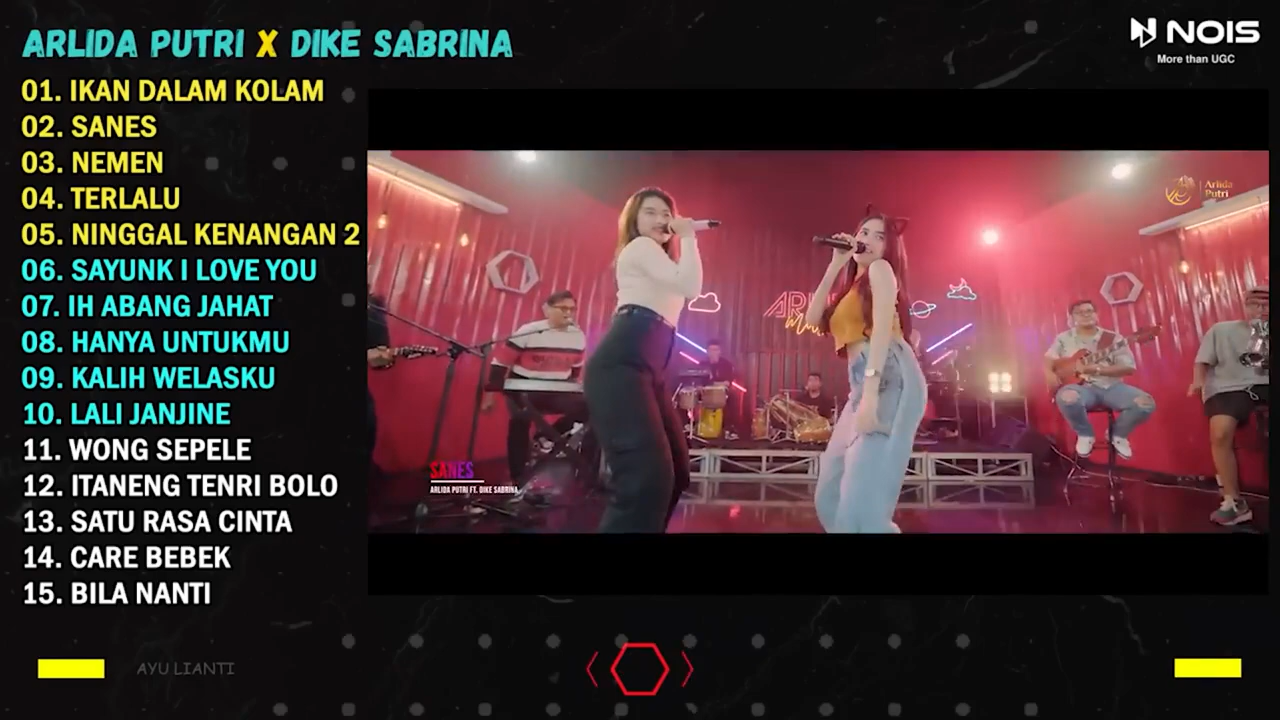 ARLIDA PUTRI X DIKE SABRINA
NOIS
More than UGC
01. IKAN DALAM KOLAM
02. SANES
03. NEMEN
04. TERLALU
05. NINGGAL KENANGAN 2
06. SAYUNK I LOVE YOU
07. IH ABANG JAHAT
08. HANYA UNTUKMU
09. KALIH WELASKU
10. LALI JANJINE
11. WONG SEPELE
12. ITANENG TENRI BOLO
13. SATU RASA CINTA
14. CARE BEBEK
15. BILA NANTI
Arlida
Putri
SANES
ARLIDA PUTRI FT. DIKE SABRINA
AYU LIANTI